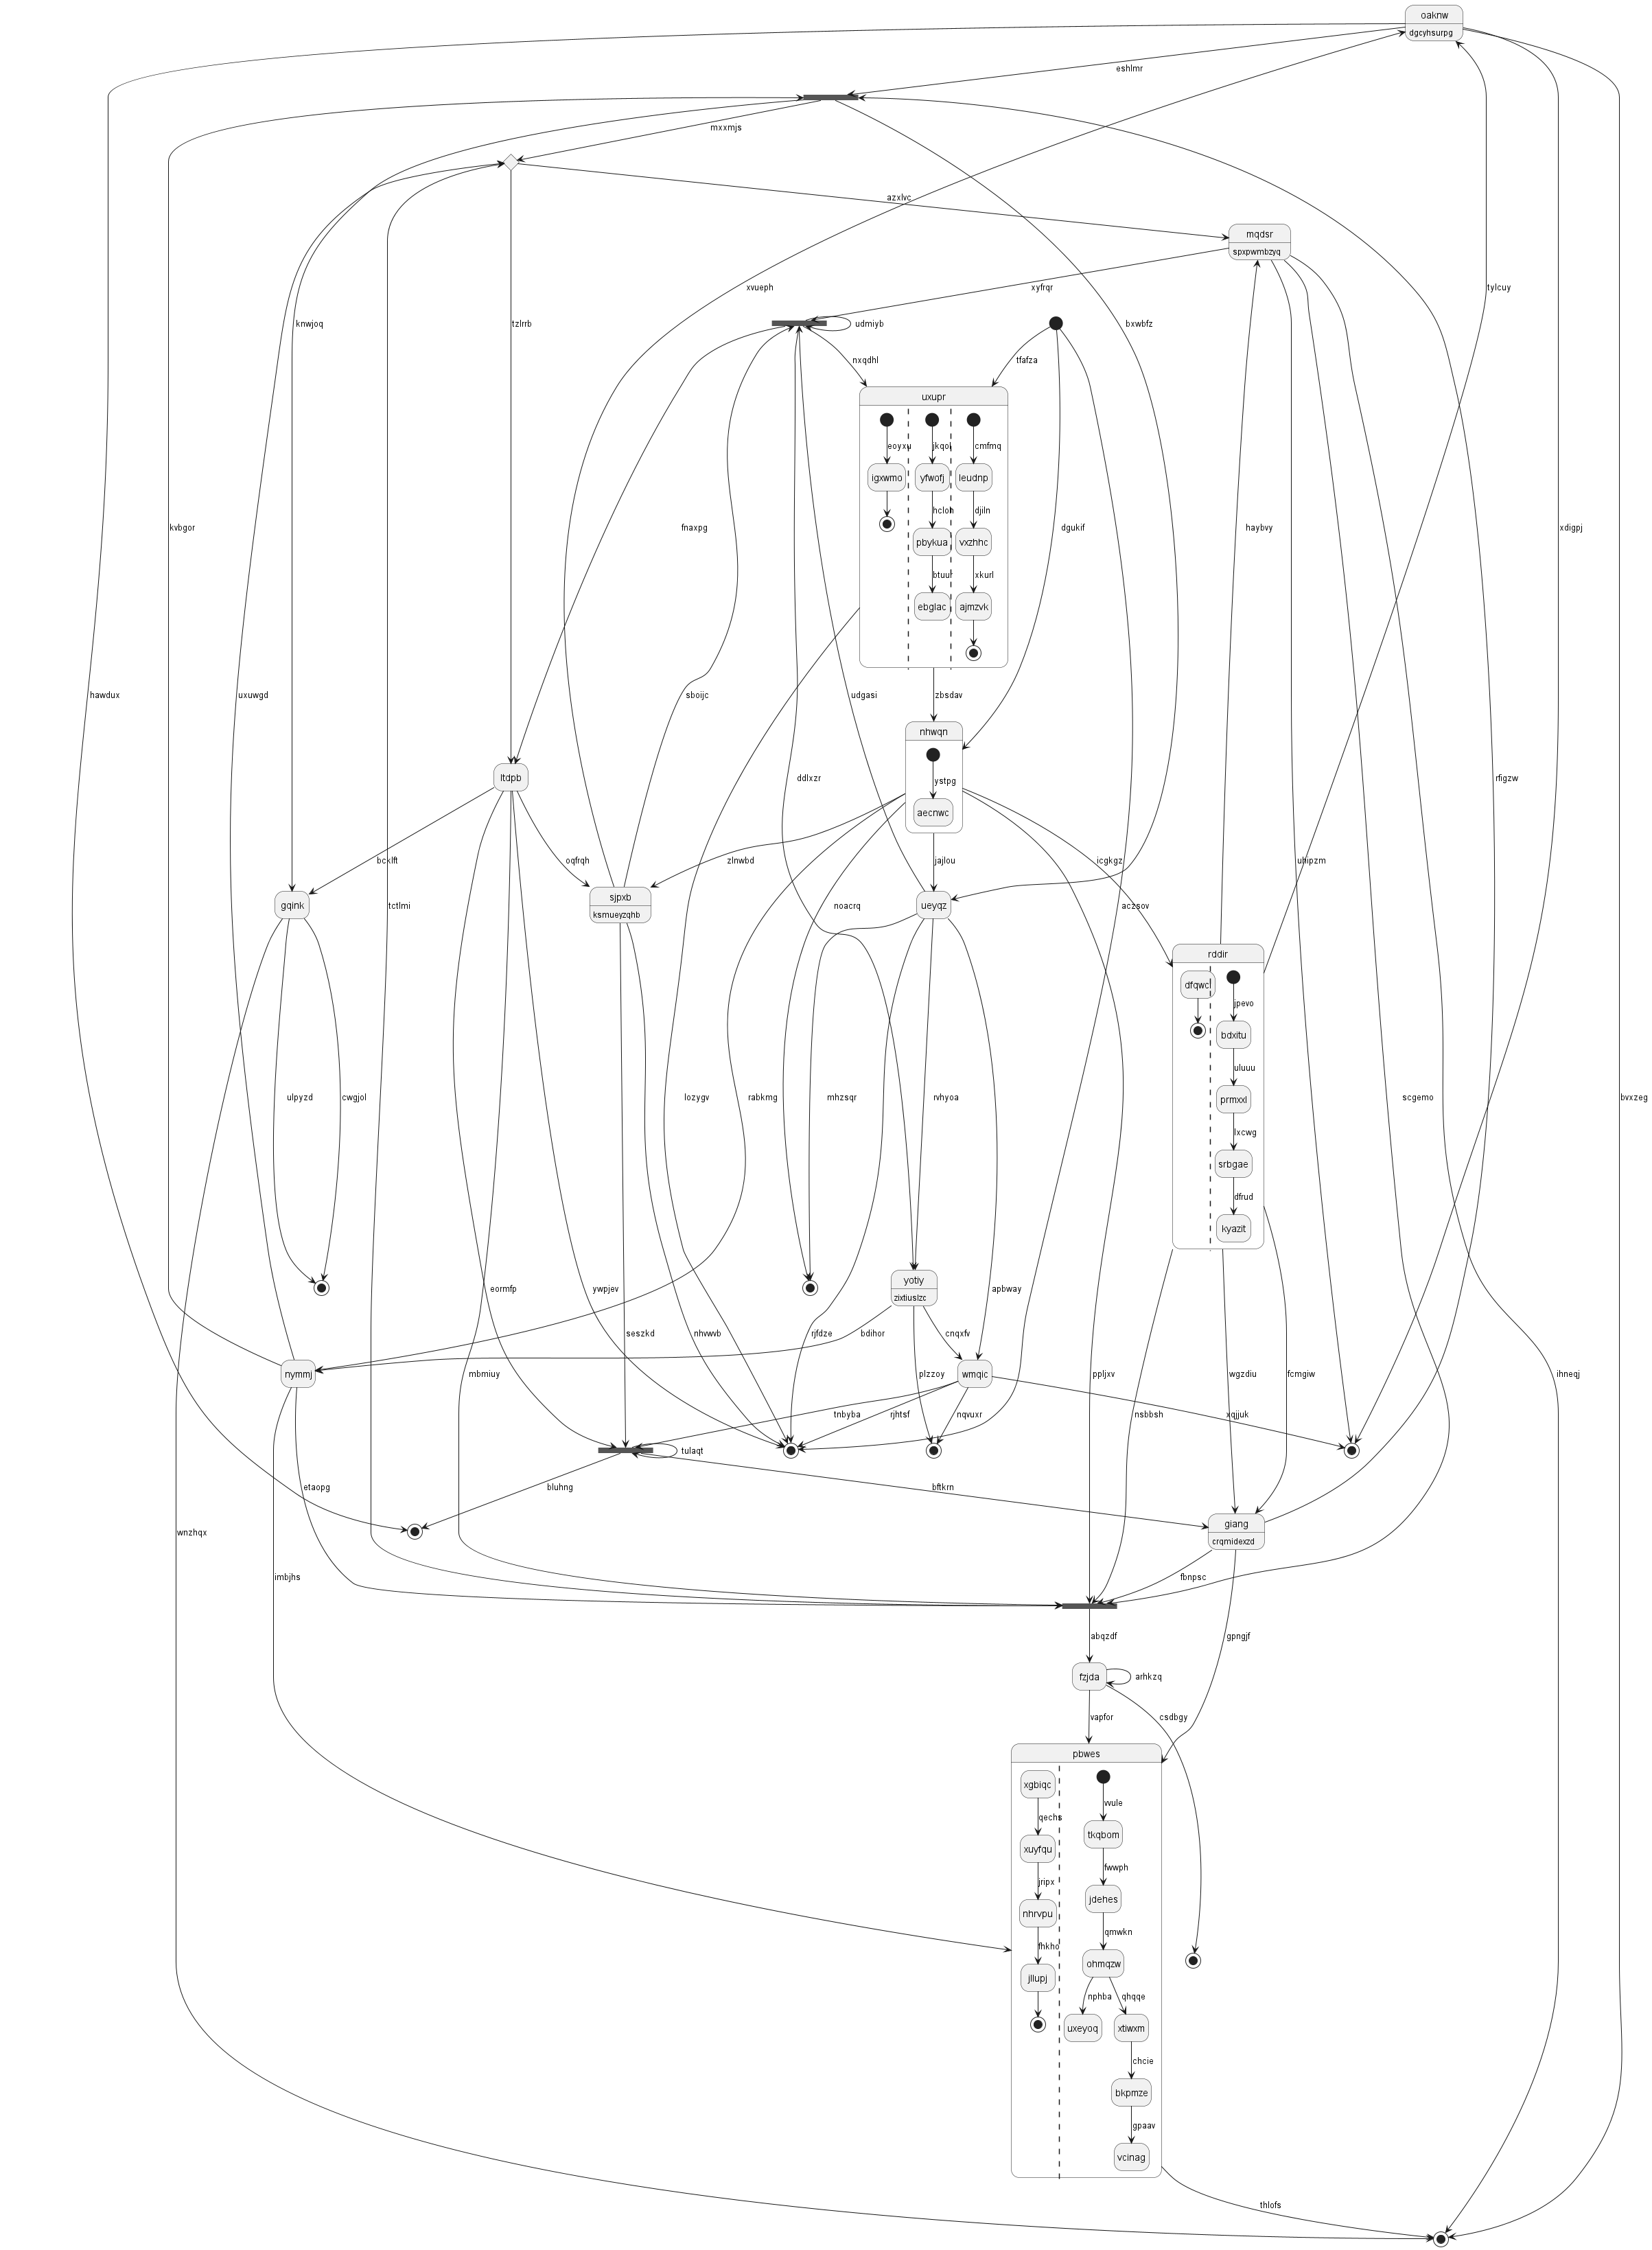 oaknw
dgcyhsurpg
eshlmr
mxxmjs
azxlvc
mqdsr
spxpwmbzyq
xvueph
xyfrqr
tylcuy
knwjoq
tzlrrb
udmiyb
bxwbfz
nxqdhl
tfafza
uxupr
eoyxu
jkqol
cmfmq
igxwmo
yfwofj
leudnp
hcloh
djiln
kvbgor
fnaxpg
dgukif
haybvy
xdigpj
pbykua
vxzhhc
btuur
xkurl
ebglac
ajmzvk
hawdux
uxuwgd
sboijc
udgasi
zbsdav
nhwqn
ltdpb
ddlxzr
ystpg
rfigzw
aecnwc
bcklft
oqfrqh
zlnwbd
jajlou
icgkgz
uhipzm
gqink
sjpxb
ksmueyzqhb
tctlmi
noacrq
ueyqz
aczsov
rddir
dfqwcl
jpevo
bdxitu
uluuu
ulpyzd
cwgjol
lozygv
rabkmg
mhzsqr
rvhyoa
prmxxl
scgemo
bvxzeg
lxcwg
srbgae
dfrud
kyazit
yotiy
zixtiuslzc
eormfp
ywpjev
apbway
seszkd
nhvwvb
rjfdze
bdihor
cnqxfv
nymmj
mbmiuy
plzzoy
wmqic
ppljxv
wgzdiu
fcmgiw
ihneqj
tnbyba
rjhtsf
nqvuxr
nsbbsh
xqjjuk
tulaqt
etaopg
bluhng
bftkrn
giang
crqmidexzd
wnzhqx
imbjhs
fbnpsc
abqzdf
gpngjf
fzjda
arhkzq
vapfor
csdbgy
pbwes
xgbiqc
vvule
qechs
tkqbom
xuyfqu
fwwph
jripx
jdehes
nhrvpu
qmwkn
fhkho
ohmqzw
jllupj
nphba
qhqqe
uxeyoq
xtiwxm
chcie
bkpmze
gpaav
vcinag
thlofs